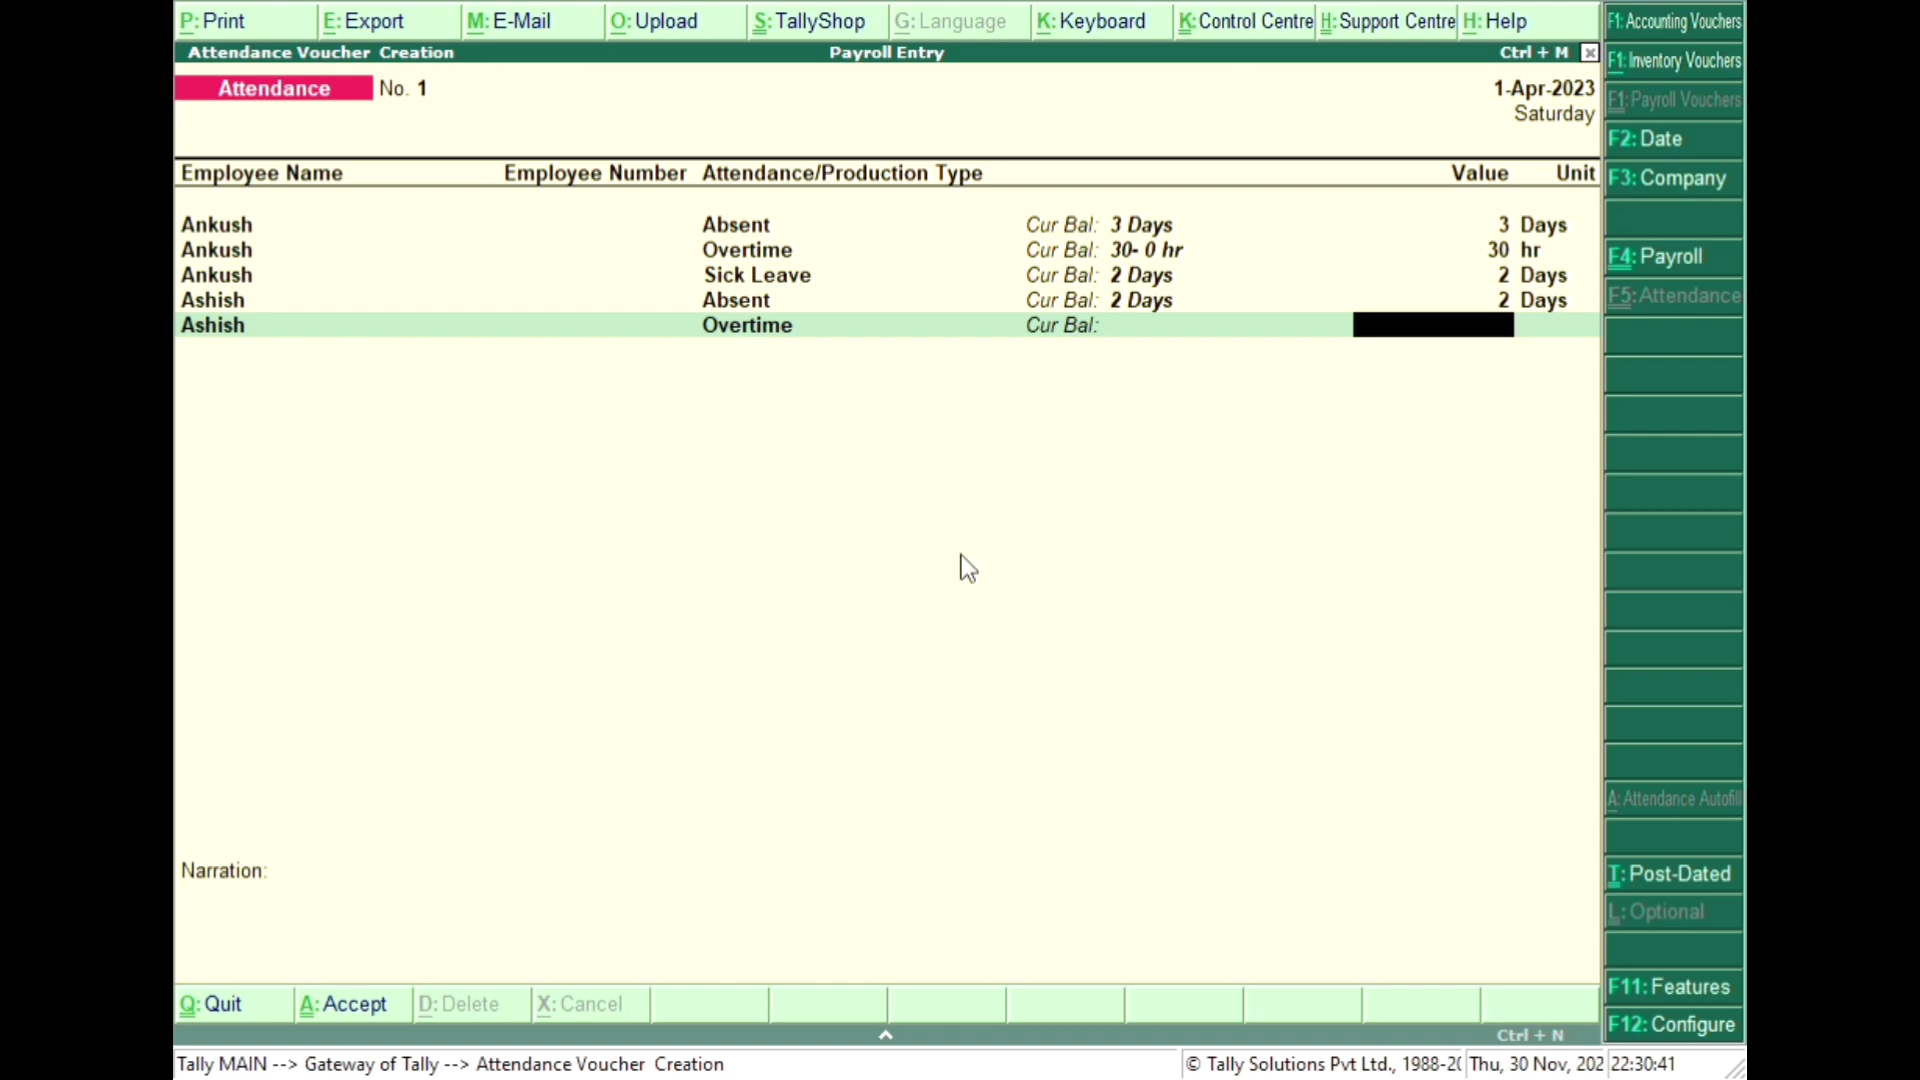 P: Print E: Export M: E-Mail O: Upload S: TallyShop G: Language K: Keyboard K: Control Centre H: Support Centre H: Help
F1: Accounting Vouchers
Attendance Voucher Creation Payroll Entry Ctrl + M
F1: Inventory Vouchers
Attendance No. 1 1-Apr-2023
F1: Payroll Vouchers
Saturday
F2: Date
Employee Name Employee Number Attendance/Production Type Value Unit
F3: Company
Ankush Absent Cur Bal: 3 Days 3 Days
Ankush Overtime Cur Bal: 30- 0 hr 30 hr
F4: Payroll
Ankush Sick Leave Cur Bal: 2 Days 2 Days
F5: Attendance
Ashish Absent Cur Bal: 2 Days 2 Days
Ashish Overtime Cur Bal:
A: Attendance Autofill
Narration:
T: Post-Dated
L: Optional
F11: Features
Q: Quit A: Accept D: Delete X: Cancel
F12: Configure
Ctrl + N
Tally MAIN --> Gateway of Tally --> Attendance Voucher Creation © Tally Solutions Pvt Ltd., 1988-20 Thu, 30 Nov, 202 22:30:41